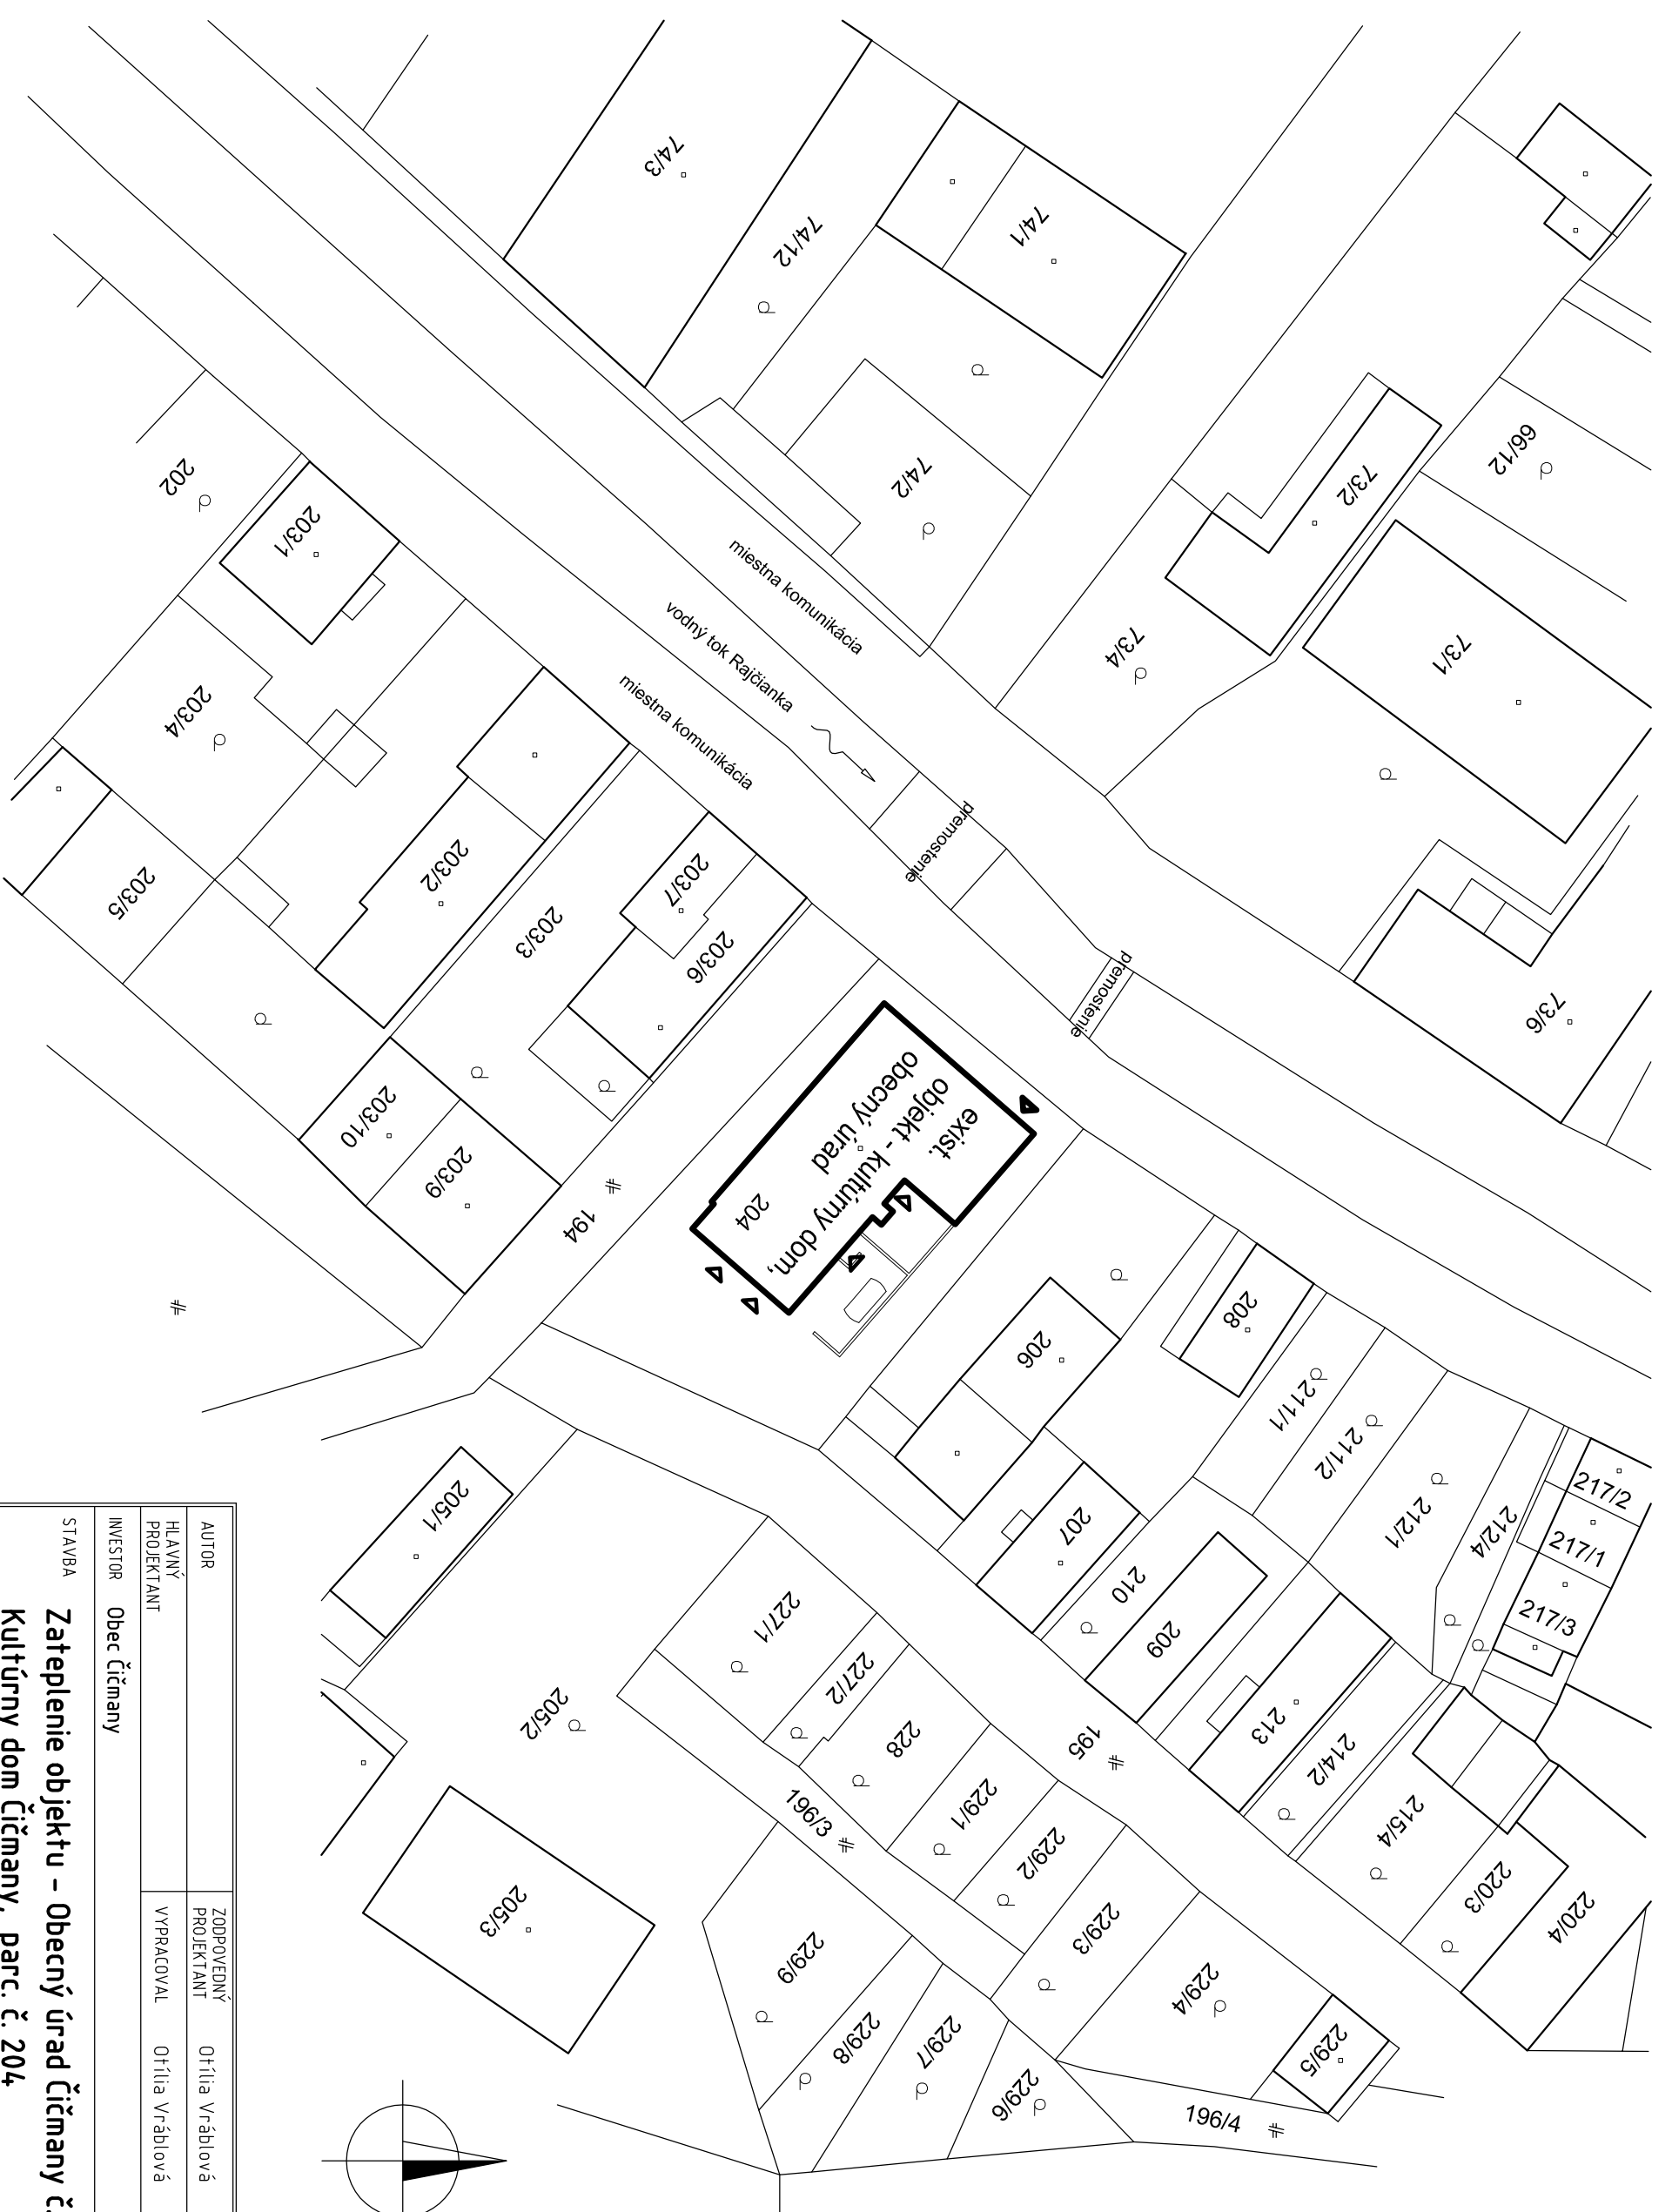 74/3
74/12
74/1
74/2
66/12
73/2
73/4
73/1
73/6
miestna komunikácia
vodný tok Rajčianka
miestna komunikácia
premostenie
premostenie
202
203/1
203/4
203/5
203/2
203/3
203/7
203/6
203/10
203/9
194
exist.
objekt - kultúrny dom,
obecný úrad
204
206
208
207
211/1
211/2
212/1
212/4
217/2
217/1
217/3
210
209
213
214/2
215/4
220/3
220/4
195
205/1
205/2
205/3
227/1
227/2
228
229/1
229/2
229/3
229/4
229/5
196/3
229/9
229/8
229/7
229/6
196/4
AUTOR
ZODPOVEDNÝ
PROJEKTANT
Otília Vráblová
HLAVNÝ
PROJEKTANT
VYPRACOVAL
Otília Vráblová
INVESTOR
Obec Čičmany
STAVBA
Zateplenie objektu - Obecný úrad Čičmany č.
Kultúrny dom Čičmany, parc. č. 204